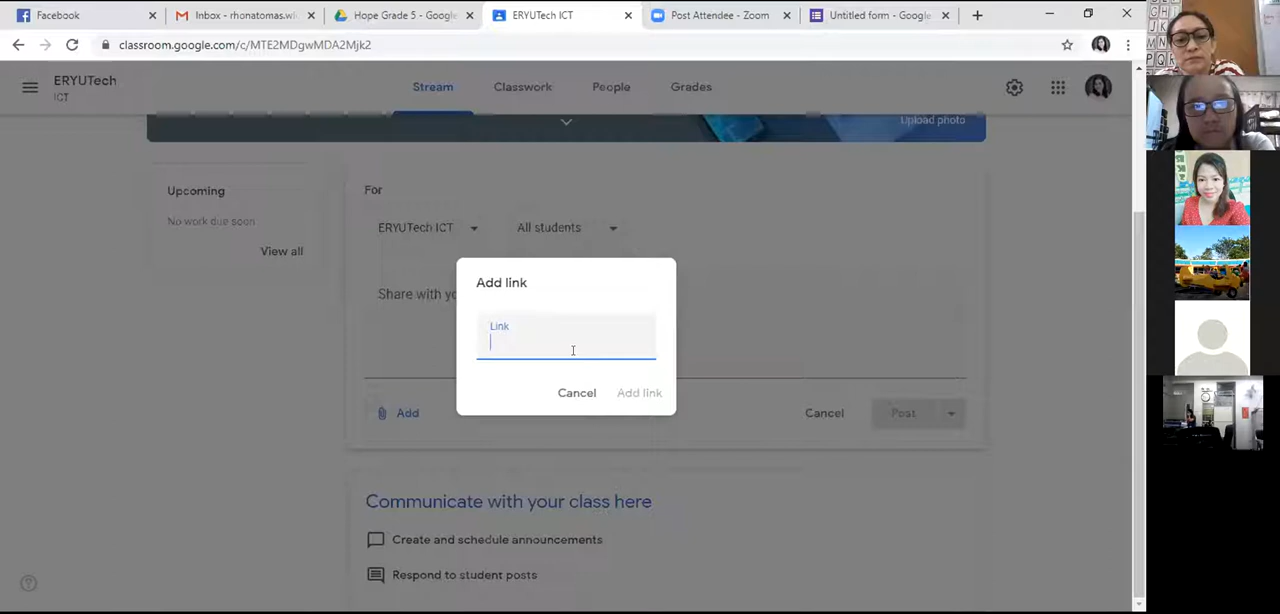 Facebook
Inbox - rhonatomas.wi
Hope Grade 5 - Google
ERYUTech ICT
Post Attendee - Zoom
Untitled form - Google
classroom.google.com/c/MTE2MDgwMDA2Mjk2
ERYUTech
ICT
Stream
Classwork
People
Grades
Upload photo
Upcoming
No work due soon
View all
For
ERYUTech ICT
All students
Share with yo
Add link
Link
Cancel
Add link
Add
Cancel
Post
Communicate with your class here
Create and schedule announcements
Respond to student posts